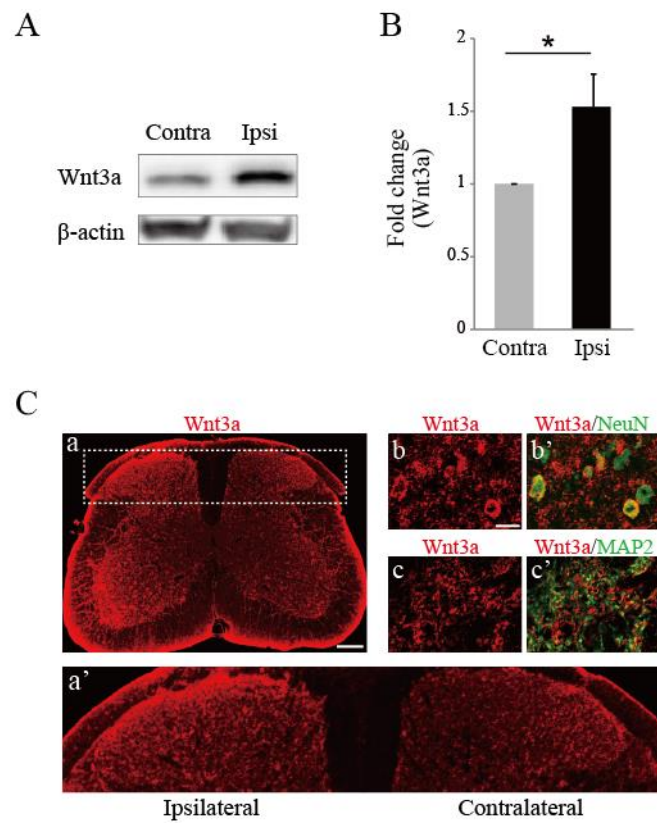 A
Contra Ipsi
Wnt3a
β-actin
B
2
*
1.5
1
0.5
0
Fold change
(Wnt3a)
Contra Ipsi
C
Wnt3a
a
Wnt3a
b
Wnt3a/NeuN
b'
Wnt3a
c
Wnt3a/MAP2
c'
a'
Ipsilateral Contralateral